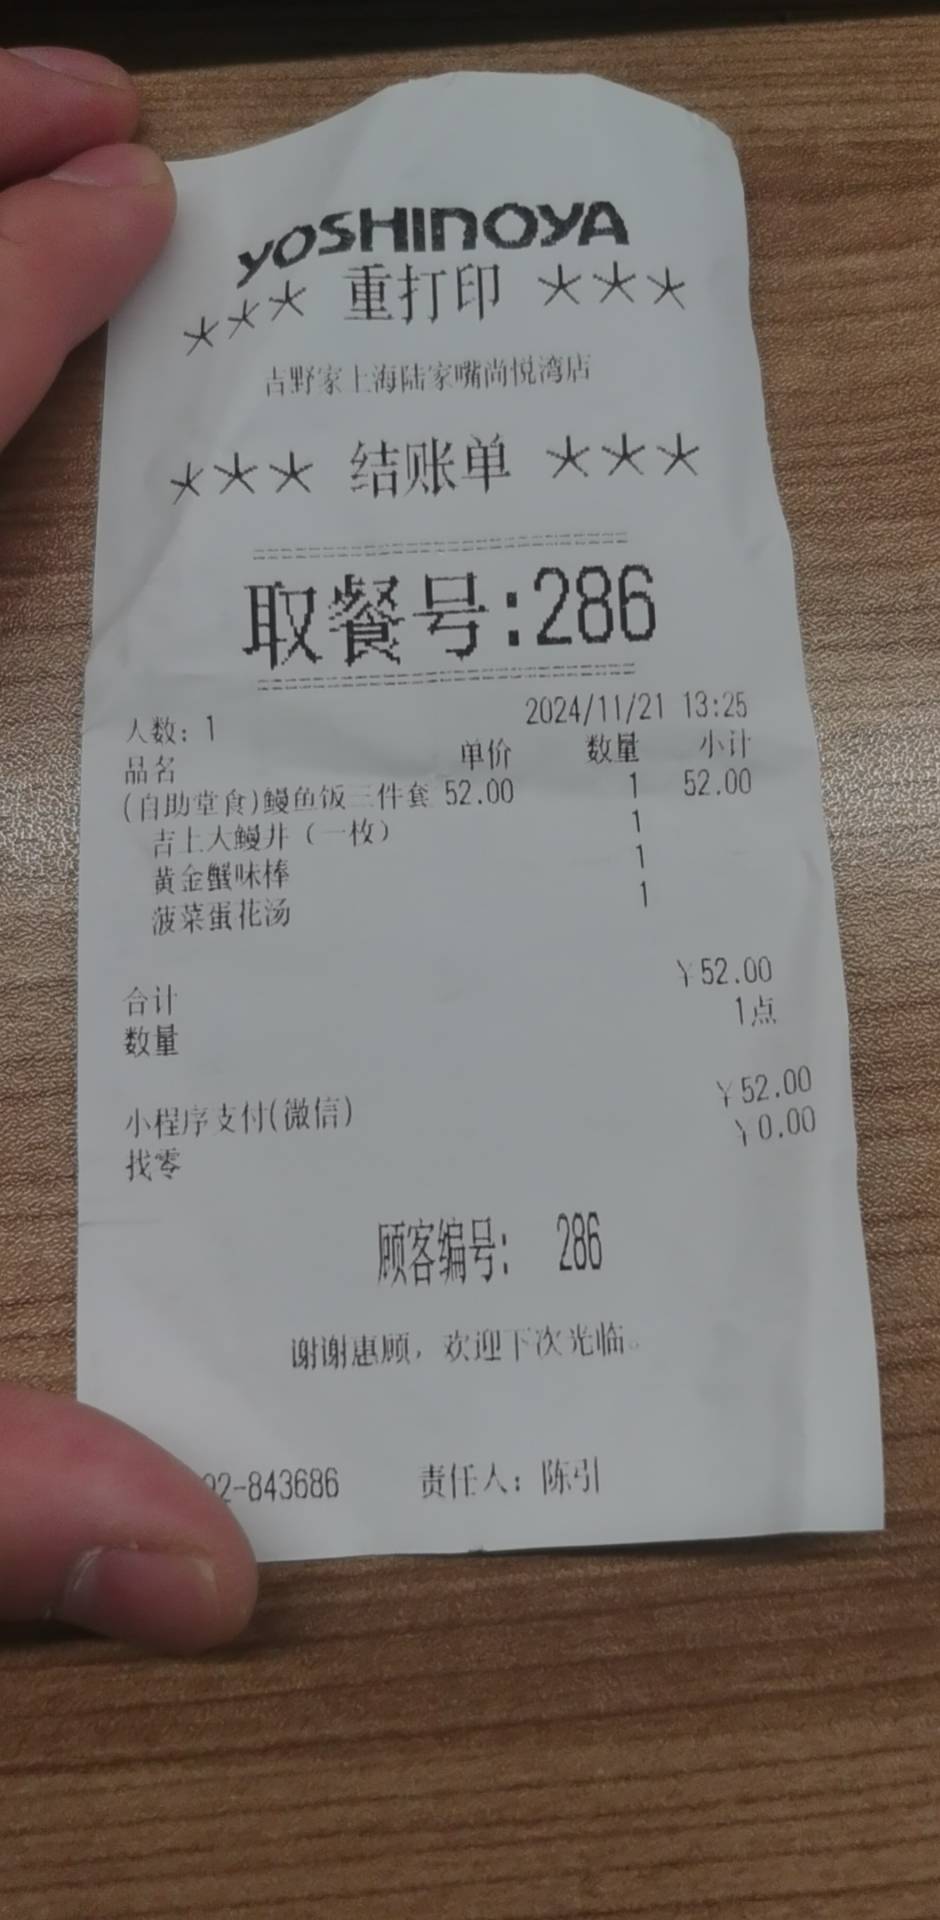 YOSHINOYA
*** 重打印 ***
吉野家上海陆家嘴尚悦湾店
*** 结账单 ***
取餐号:286
人数: 1 2024/11/21 13:25
品名 单价 数量 小计
(自助堂食)鳗鱼饭三件套 52.00 1 52.00
吉上大鳗丼（一枚） 1
黄金蟹味棒 1
菠菜蛋花汤 1
合计 ¥52.00
数量 1点
小程序支付(微信) ¥52.00
找零 ¥0.00
顾客编号: 286
谢谢惠顾，欢迎下次光临。
02-843686 责任人: 陈引